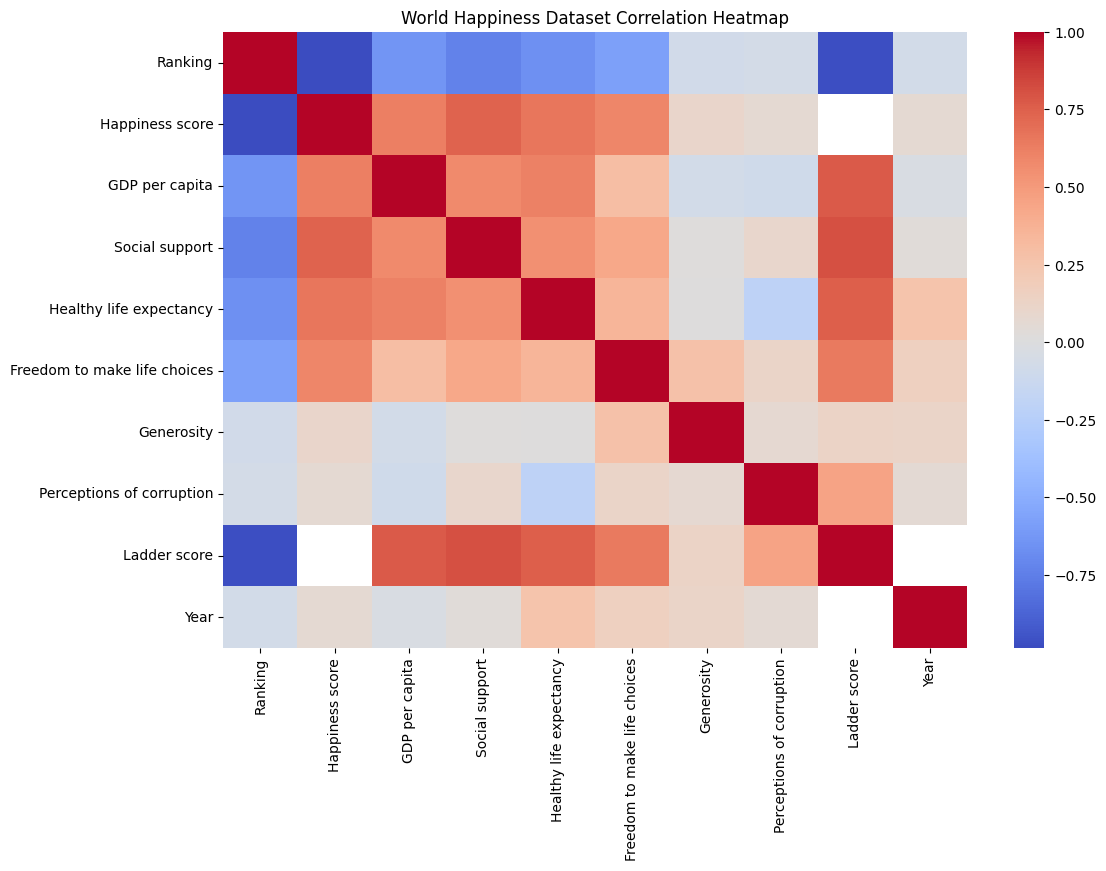 World Happiness Dataset Correlation Heatmap
Ranking
Happiness score
GDP per capita
Social support
Healthy life expectancy
Freedom to make life choices
Generosity
Perceptions of corruption
Ladder score
Year
Ranking
Happiness score
GDP per capita
Social support
Healthy life expectancy
Freedom to make life choices
Generosity
Perceptions of corruption
Ladder score
Year
1.00
0.75
0.50
0.25
0.00
−0.25
−0.50
−0.75